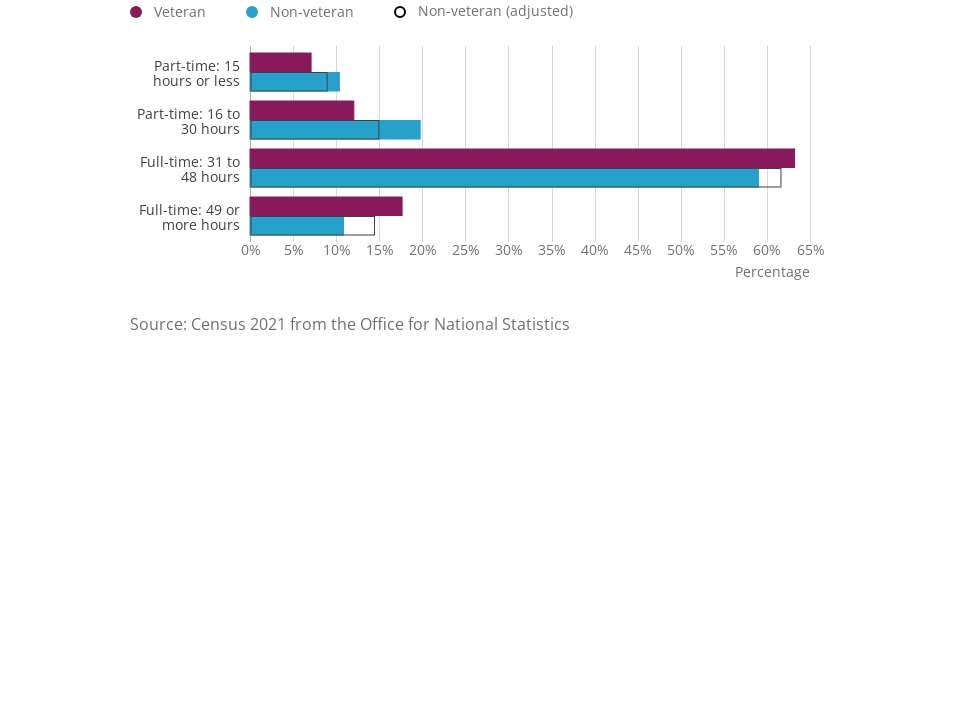 Veteran
Non-veteran
Non-veteran (adjusted)
Part-time: 15
hours or less
Part-time: 16 to
30 hours
Full-time: 31 to
48 hours
Full-time: 49 or
more hours
0% 5% 10% 15% 20% 25% 30% 35% 40% 45% 50% 55% 60% 65%
Percentage
Source: Census 2021 from the Office for National Statistics